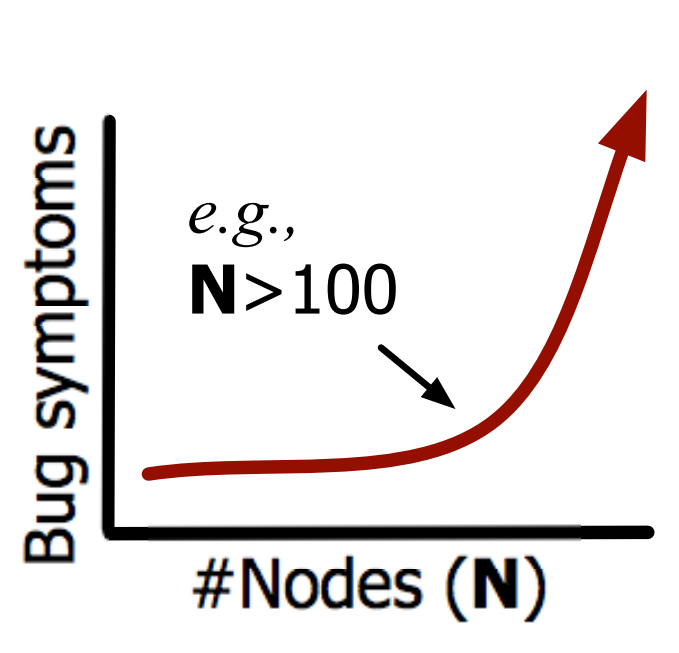 Bug symptoms
e.g.,
N>100
#Nodes (N)